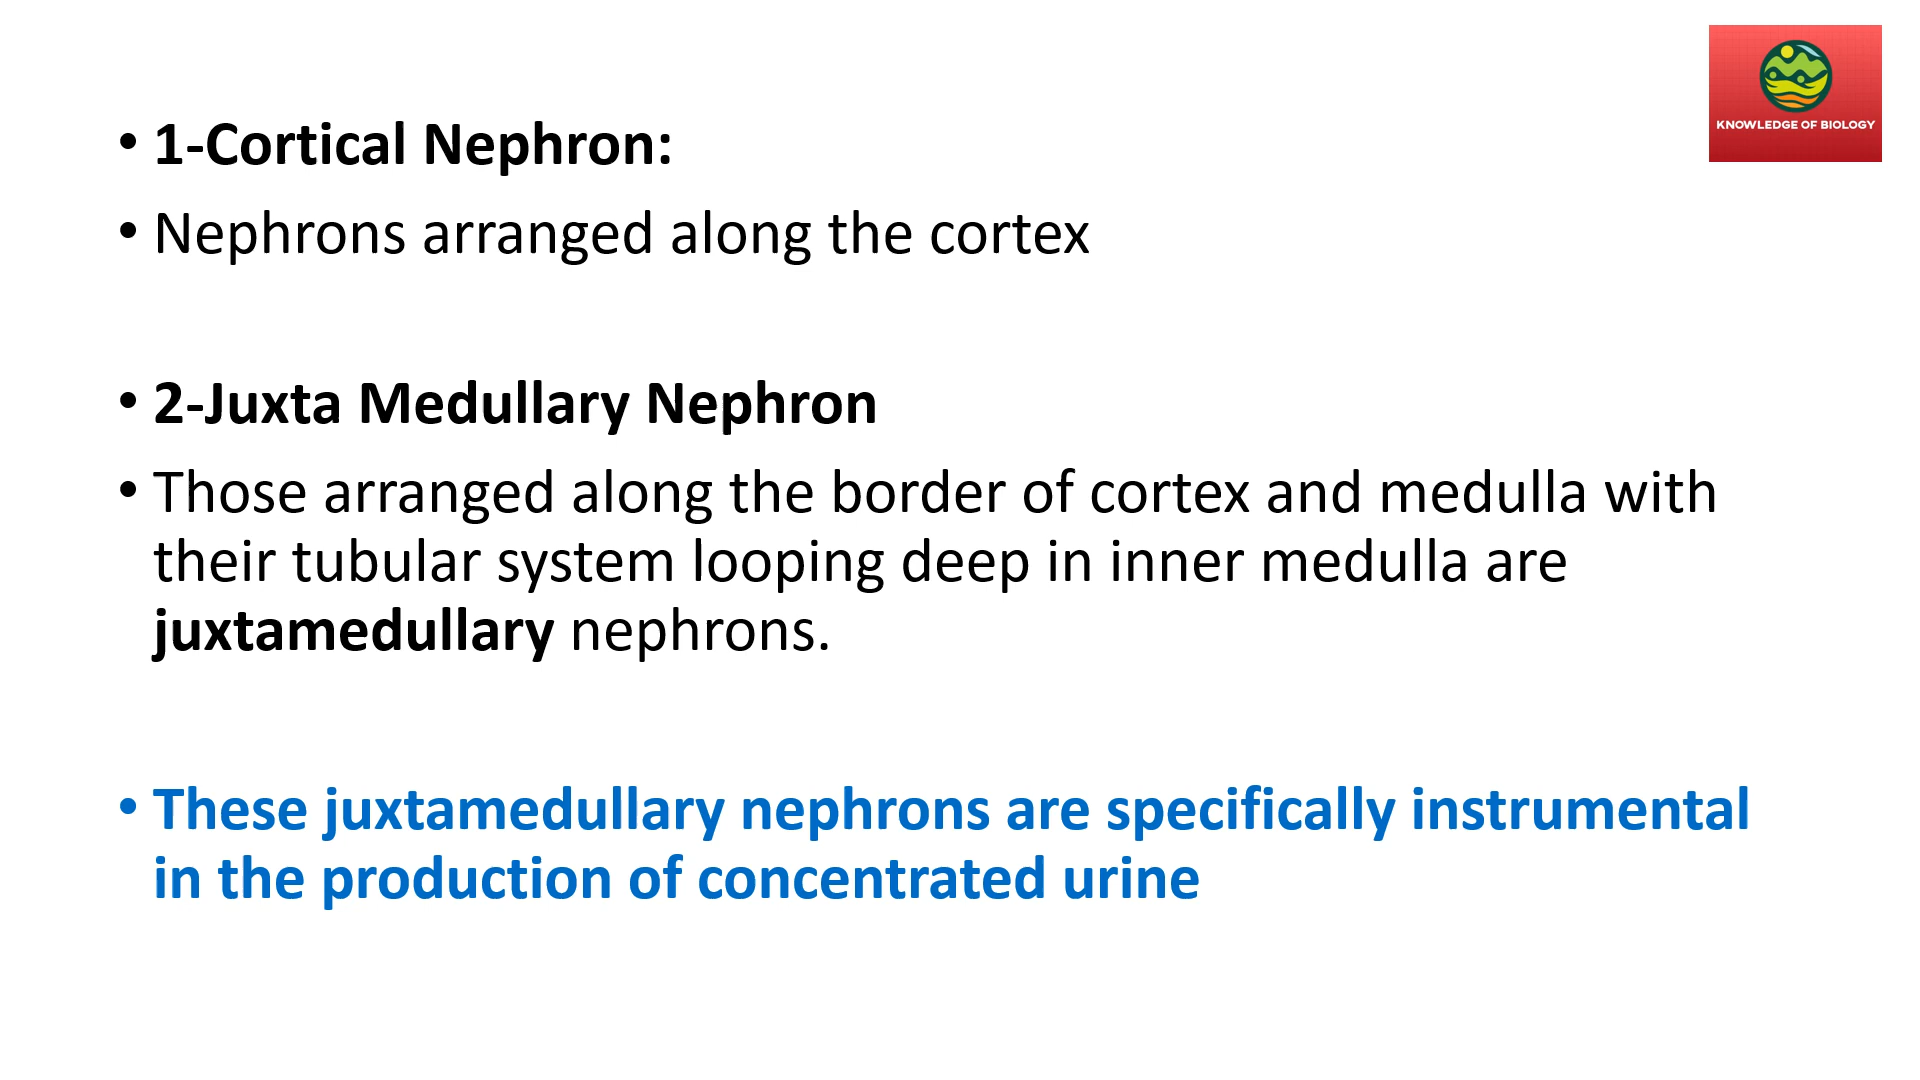 KNOWLEDGE OF BIOLOGY
• 1-Cortical Nephron:
• Nephrons arranged along the cortex
• 2-Juxta Medullary Nephron
• Those arranged along the border of cortex and medulla with
their tubular system looping deep in inner medulla are
juxtamedullary nephrons.
• These juxtamedullary nephrons are specifically instrumental
in the production of concentrated urine